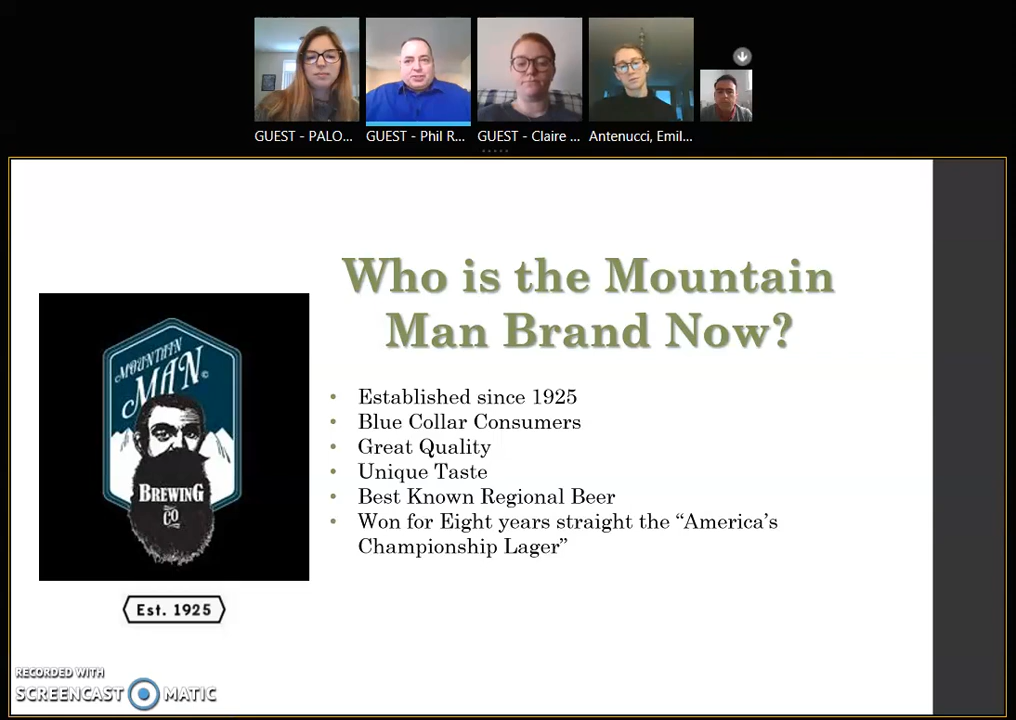 GUEST - PALO... GUEST - Phil R... GUEST - Claire ... Antenucci, Emil...
Who is the Mountain
Man Brand Now?
MOUNTAIN
MAN
BREWING
CO
Est. 1925
• Established since 1925
• Blue Collar Consumers
• Great Quality
• Unique Taste
• Best Known Regional Beer
• Won for Eight years straight the “America’s
Championship Lager”
RECORDED WITH
SCREENCAST MATIC